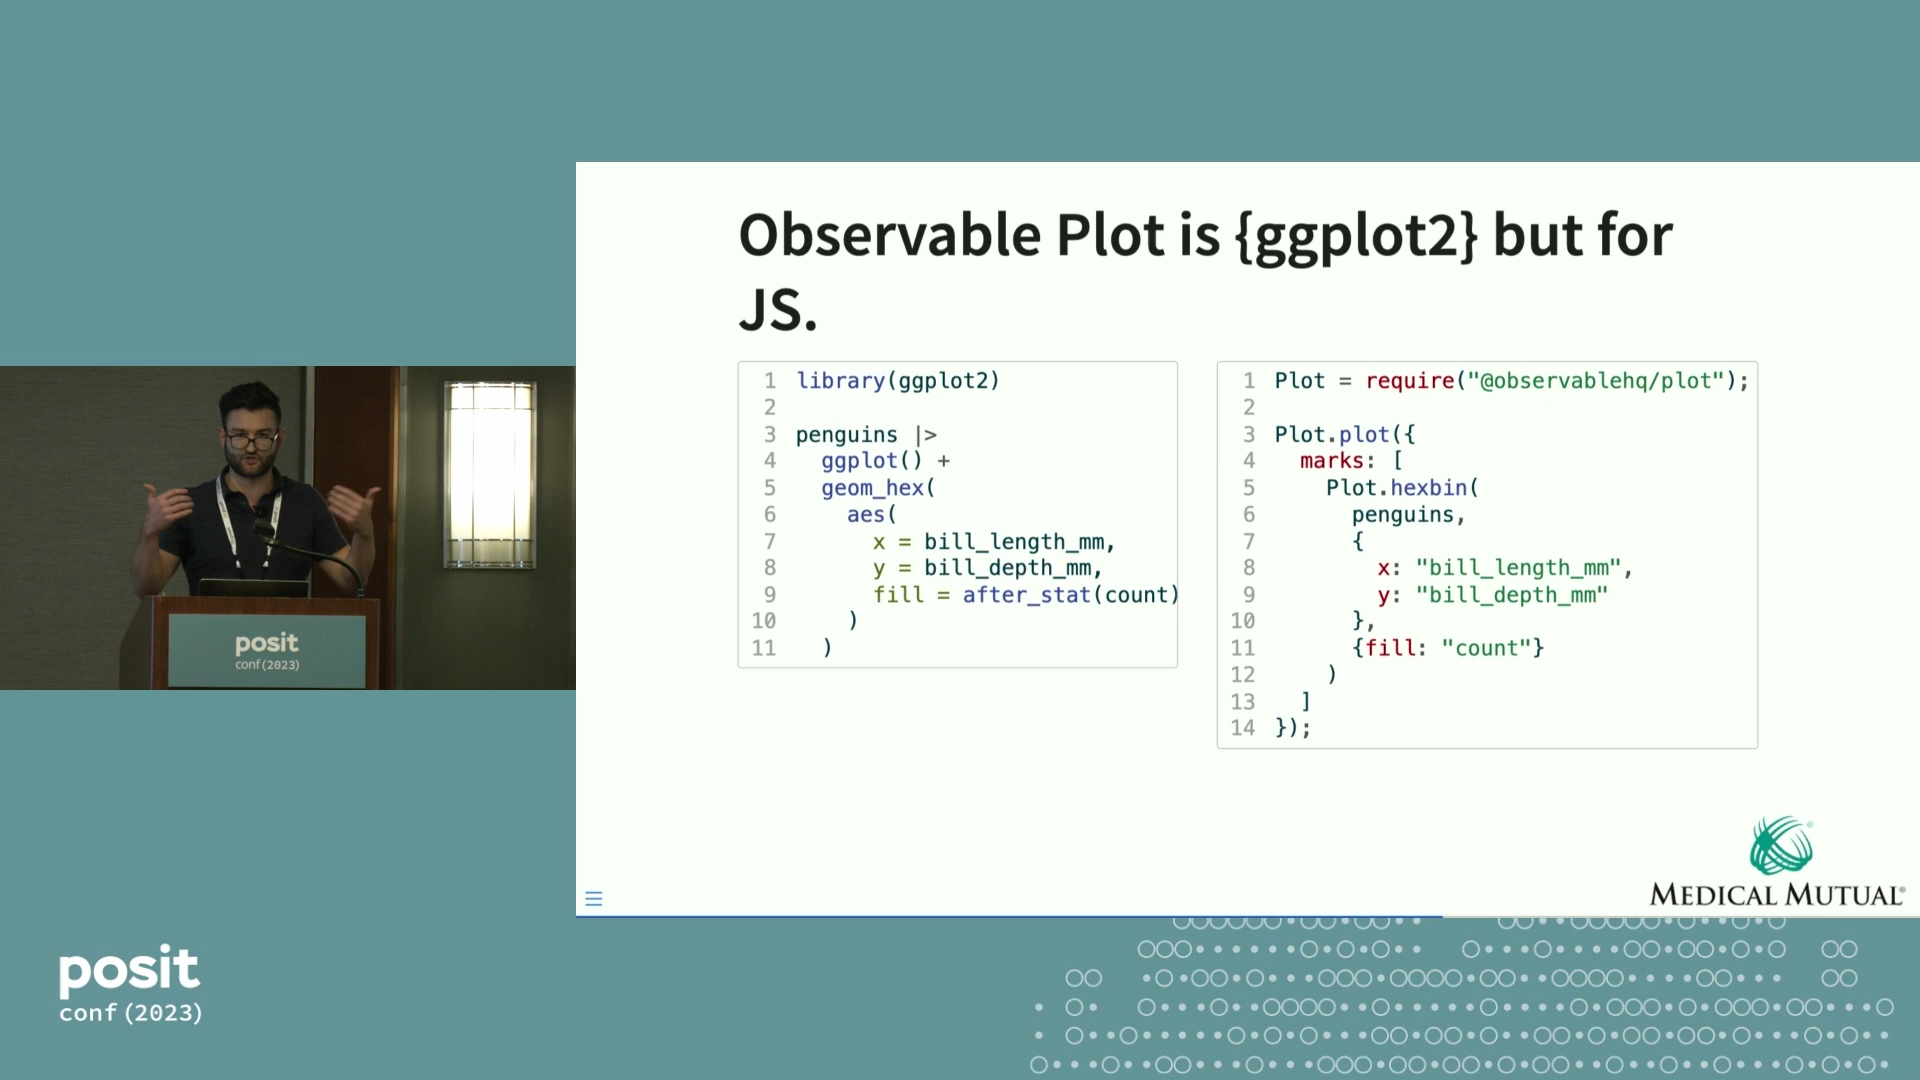 Observable Plot is {ggplot2} but for
JS.
1 library(ggplot2)
2
3 penguins |>
4   ggplot() +
5   geom_hex(
6     aes(
7       x = bill_length_mm,
8       y = bill_depth_mm,
9       fill = after_stat(count)
10     )
11   )
1 Plot = require("@observablehq/plot");
2
3 Plot.plot({
4   marks: [
5     Plot.hexbin(
6       penguins,
7       {
8         x: "bill_length_mm",
9         y: "bill_depth_mm"
10       },
11       {fill: "count"}
12     )
13   ]
14 });
MEDICAL MUTUAL®
posit
conf(2023)
posit
conf(2023)